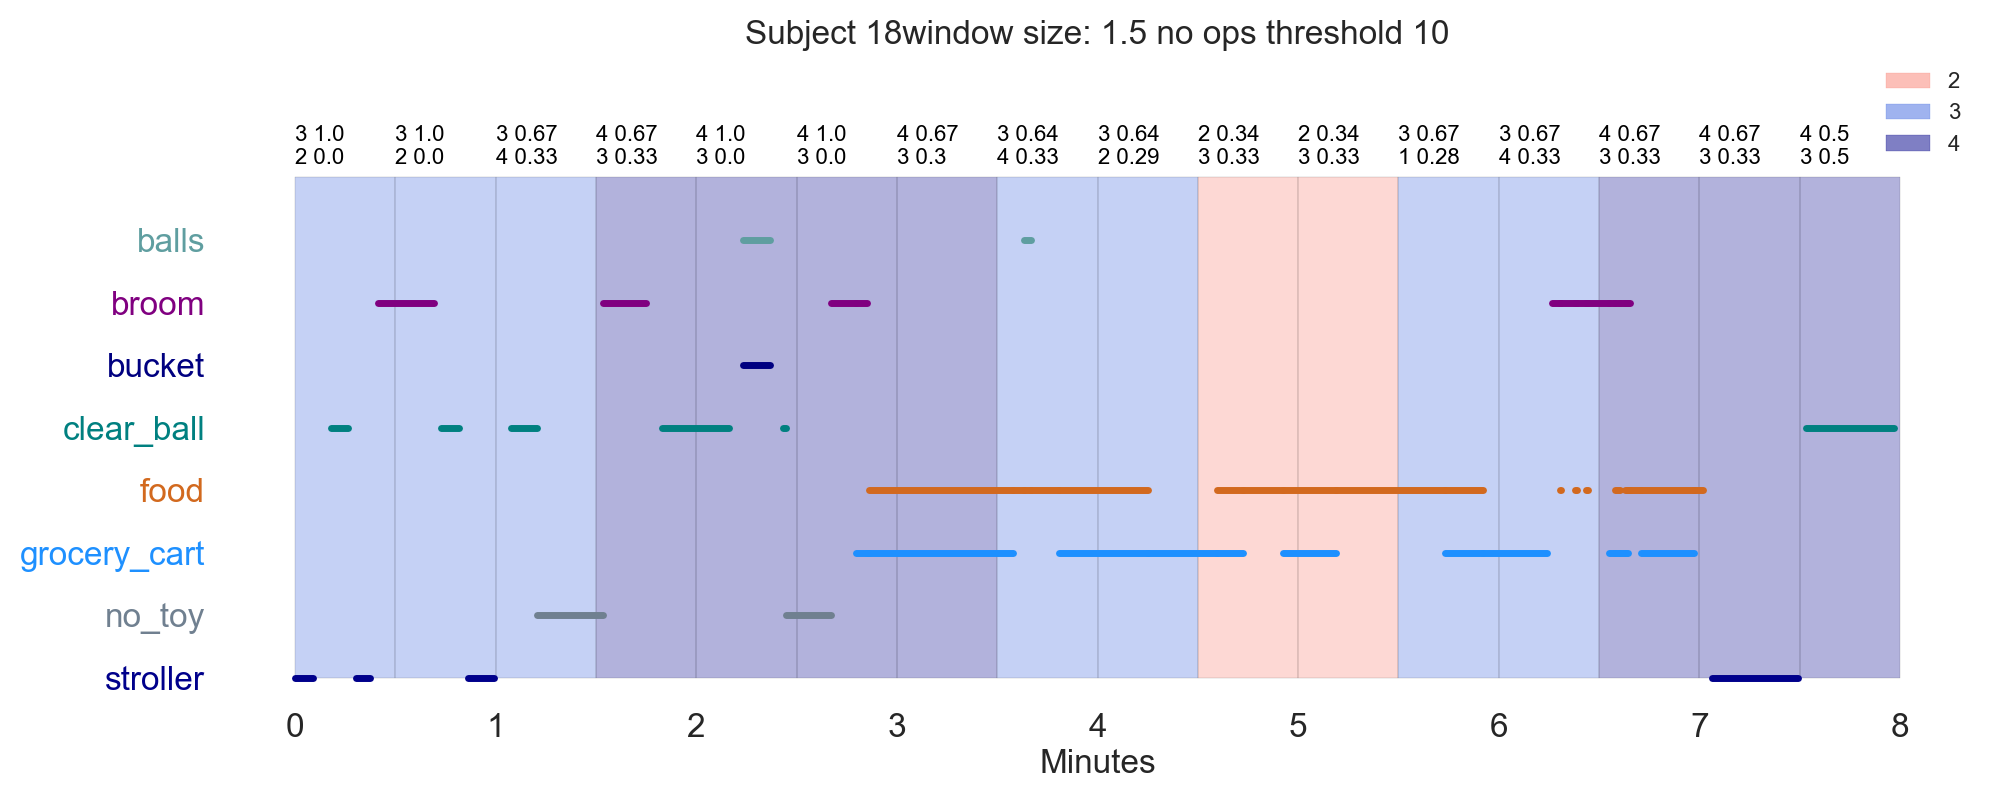 Subject 18window size: 1.5 no ops threshold 10
2
3
4
3 1.0 3 1.0 3 0.67 4 0.67 4 1.0 4 1.0 4 0.67 3 0.64 3 0.64 2 0.34 2 0.34 3 0.67 3 0.67 4 0.67 4 0.67 4 0.5
2 0.0 2 0.0 4 0.33 3 0.33 3 0.0 3 0.0 3 0.3 4 0.33 2 0.29 3 0.33 3 0.33 1 0.28 4 0.33 3 0.33 3 0.33 3 0.5
balls
broom
bucket
clear_ball
food
grocery_cart
no_toy
stroller
0 1 2 3 4 5 6 7 8
Minutes